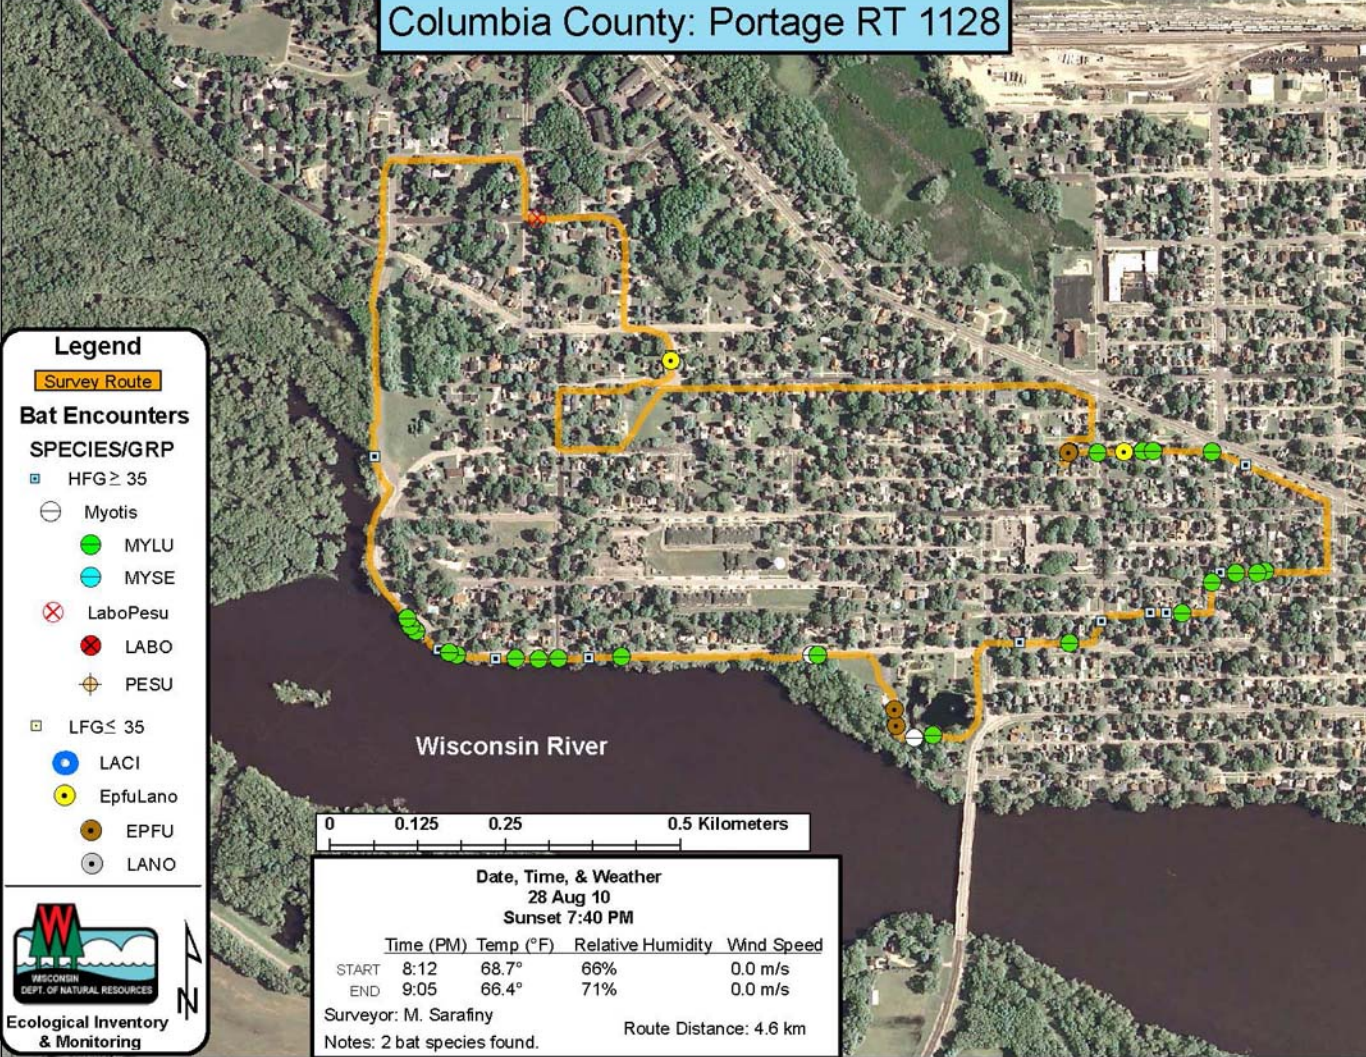 Columbia County: Portage RT 1128
Legend
Survey Route
Bat Encounters
SPECIES/GRP
HFG ≥ 35
Myotis
MYLU
MYSE
LaboPesu
LABO
PESU
LFG ≤ 35
LACI
EpfuLano
EPFU
LANO
W
WISCONSIN
DEPT. OF NATURAL RESOURCES
N
Ecological Inventory
& Monitoring
Wisconsin River
0 0.125 0.25 0.5 Kilometers
Date, Time, & Weather
28 Aug 10
Sunset 7:40 PM
Time (PM) Temp (°F) Relative Humidity Wind Speed
START 8:12 68.7° 66% 0.0 m/s
END 9:05 66.4° 71% 0.0 m/s
Surveyor: M. Sarafiny
Route Distance: 4.6 km
Notes: 2 bat species found.